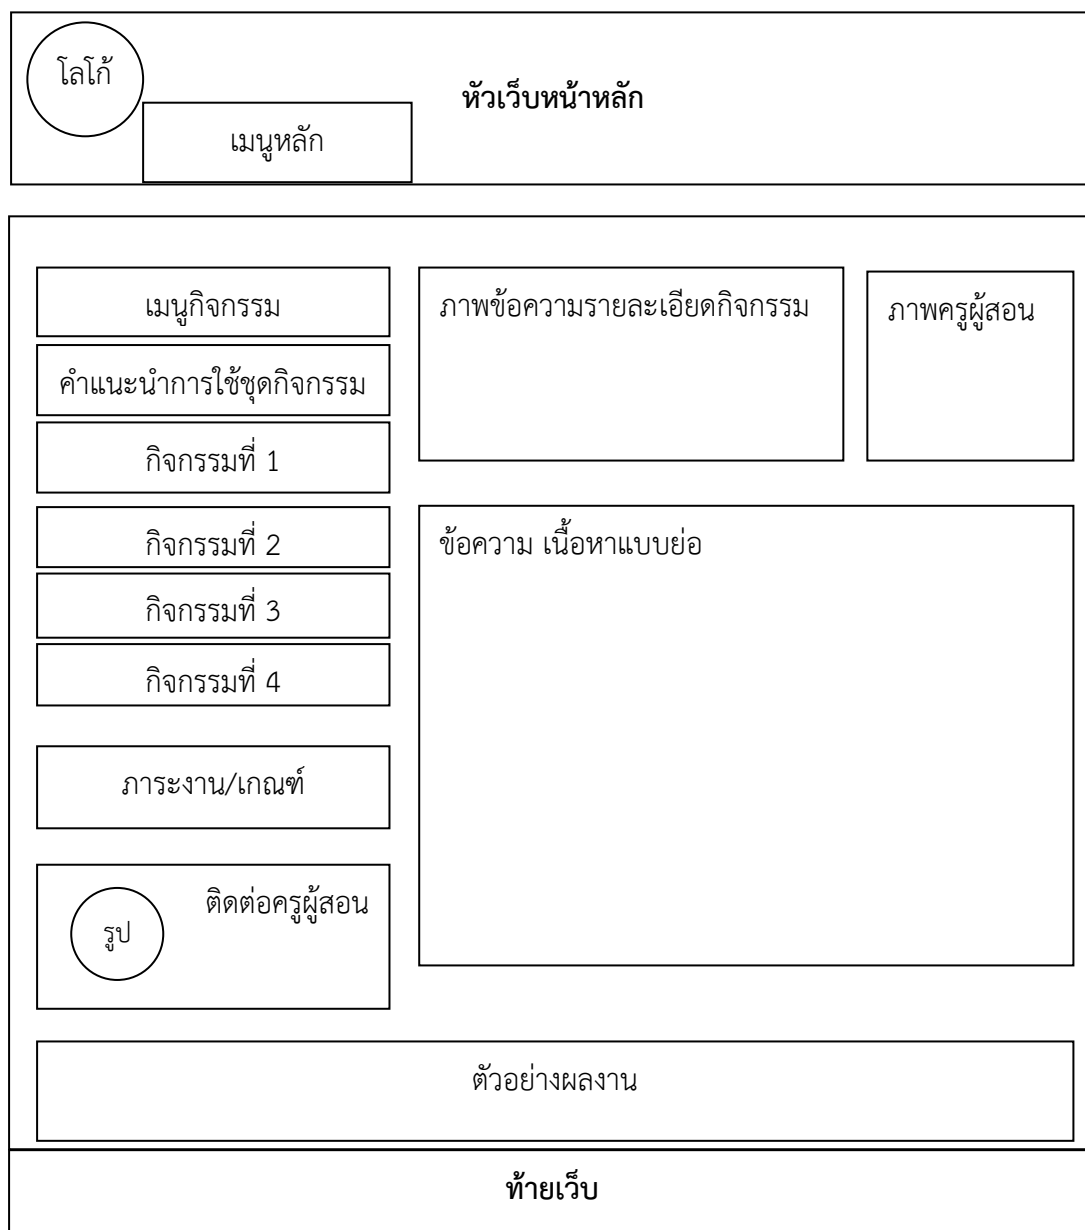 โลโก้
หัวเว็บหน้าหลัก
เมนูหลัก
เมนูกิจกรรม
คำแนะนำการใช้ชุดกิจกรรม
กิจกรรมที่ 1
กิจกรรมที่ 2
กิจกรรมที่ 3
กิจกรรมที่ 4
ภาระงาน/เกณฑ์
ติดต่อครูผู้สอน
รูป
ภาพข้อความรายละเอียดกิจกรรม
ภาพครูผู้สอน
ข้อความ เนื้อหาแบบย่อ
ตัวอย่างผลงาน
ท้ายเว็บ